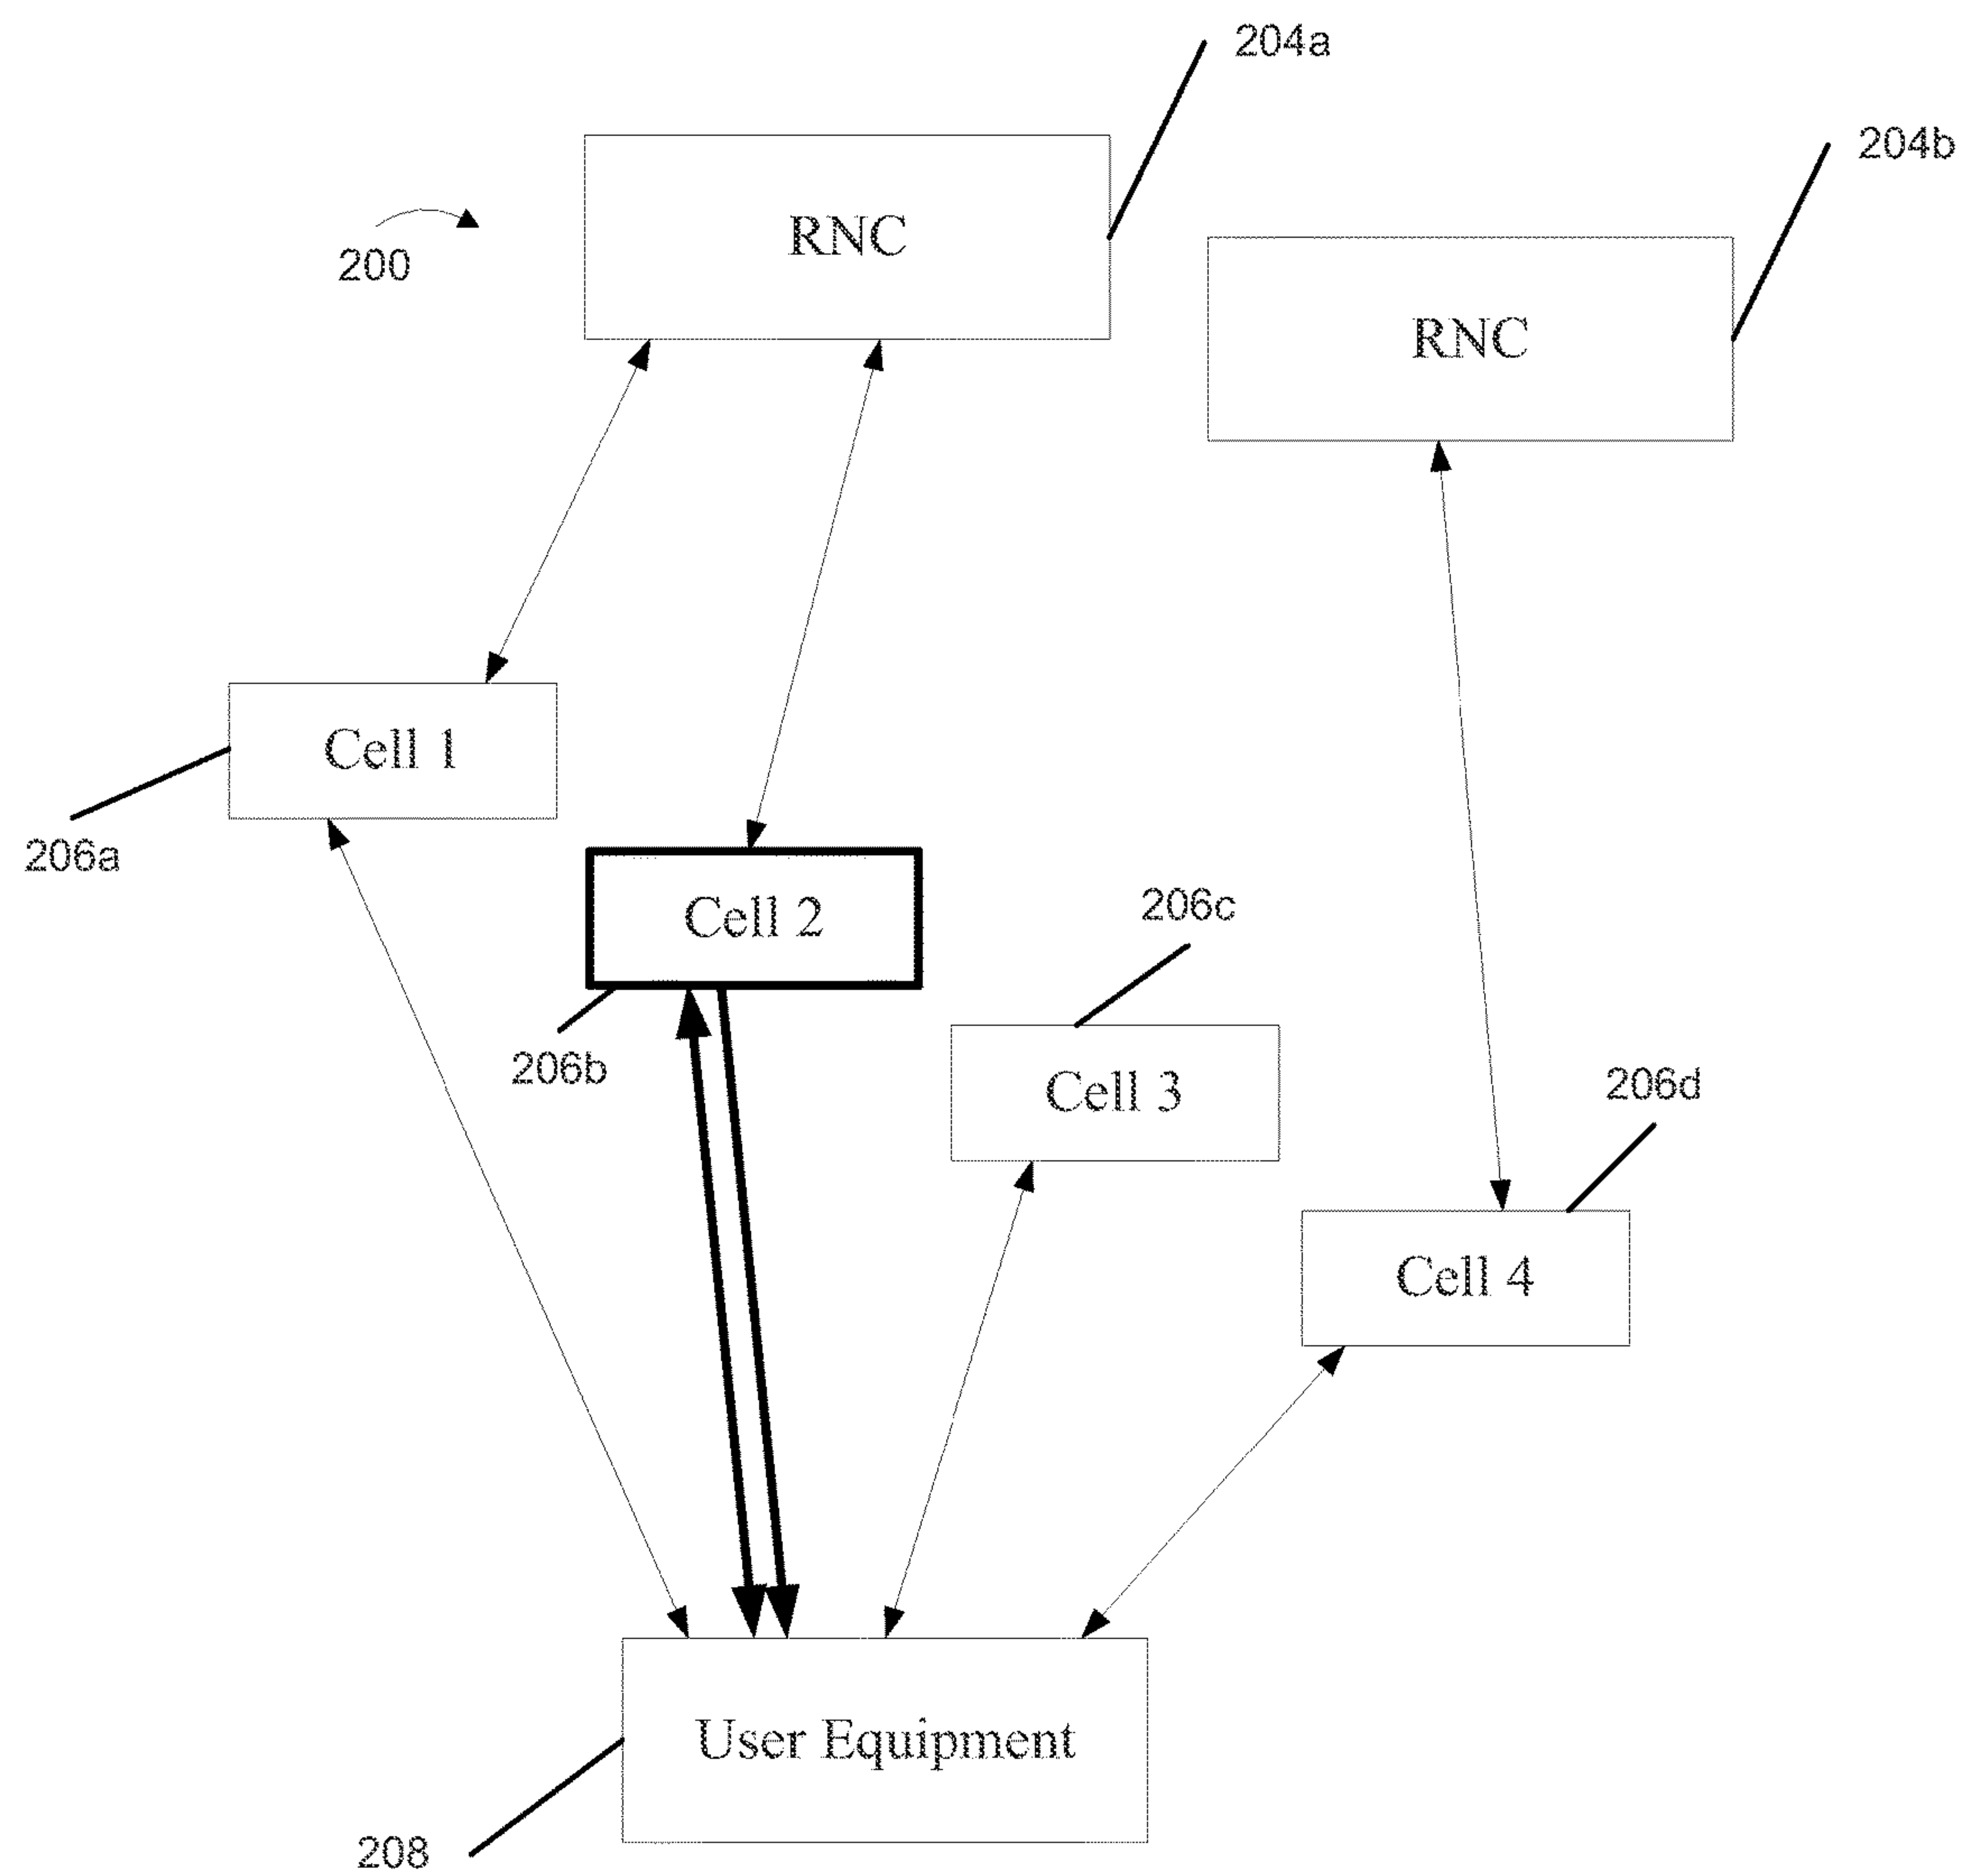 204a
204b
RNC
200
RNC
Cell 1
206a
Cell 2
206c
206b
Cell 3
206d
Cell 4
User Equipment
208